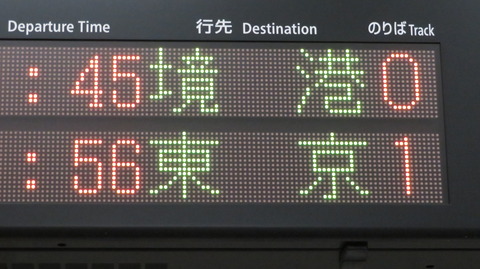 Departure Time 行先 Destination のりば Track
:45 境 港 0
:56 東 京 1